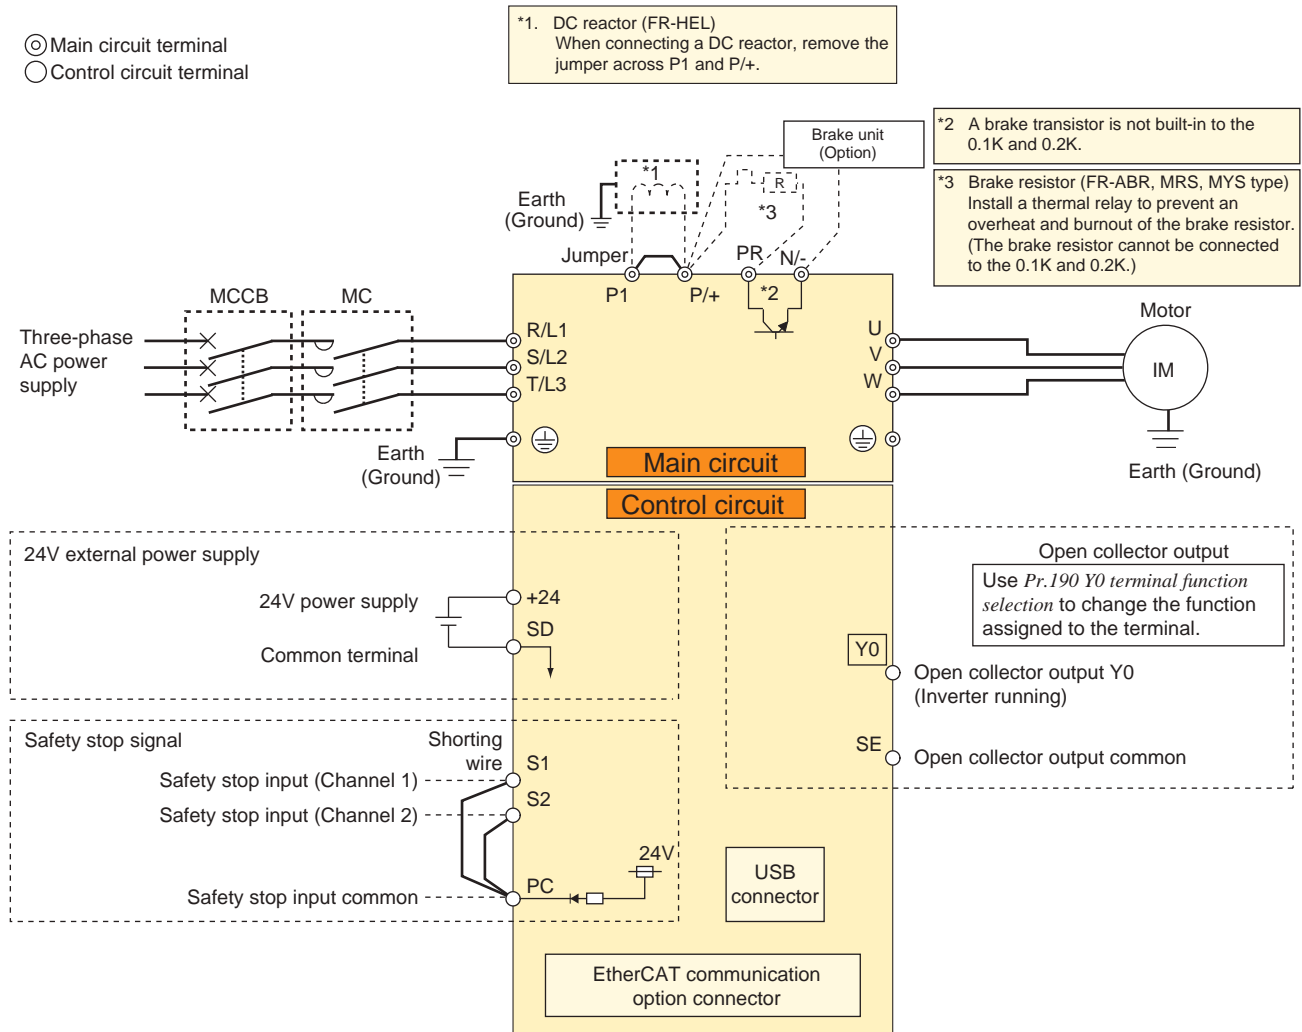 Main circuit terminal
Control circuit terminal
*1. DC reactor (FR-HEL)
When connecting a DC reactor, remove the
jumper across P1 and P/+.
Brake unit
(Option)
*2 A brake transistor is not built-in to the
0.1K and 0.2K.
*3 Brake resistor (FR-ABR, MRS, MYS type)
Install a thermal relay to prevent an
overheat and burnout of the brake resistor.
(The brake resistor cannot be connected
to the 0.1K and 0.2K.)
*1
R
*3
Earth
(Ground)
Jumper
PR
N/-
P1
P/+
*2
MCCB
MC
Motor
Three-phase
AC power
supply
R/L1
S/L2
T/L3
U
V
W
IM
Earth
(Ground)
Earth (Ground)
Main circuit
Control circuit
24V external power supply
24V power supply
+24
SD
Common terminal
Open collector output
Use Pr.190 Y0 terminal function
selection to change the function
assigned to the terminal.
Y0
Open collector output Y0
(Inverter running)
SE
Open collector output common
Safety stop signal
Shorting
wire
S1
Safety stop input (Channel 1)
S2
Safety stop input (Channel 2)
24V
PC
Safety stop input common
USB
connector
EtherCAT communication
option connector